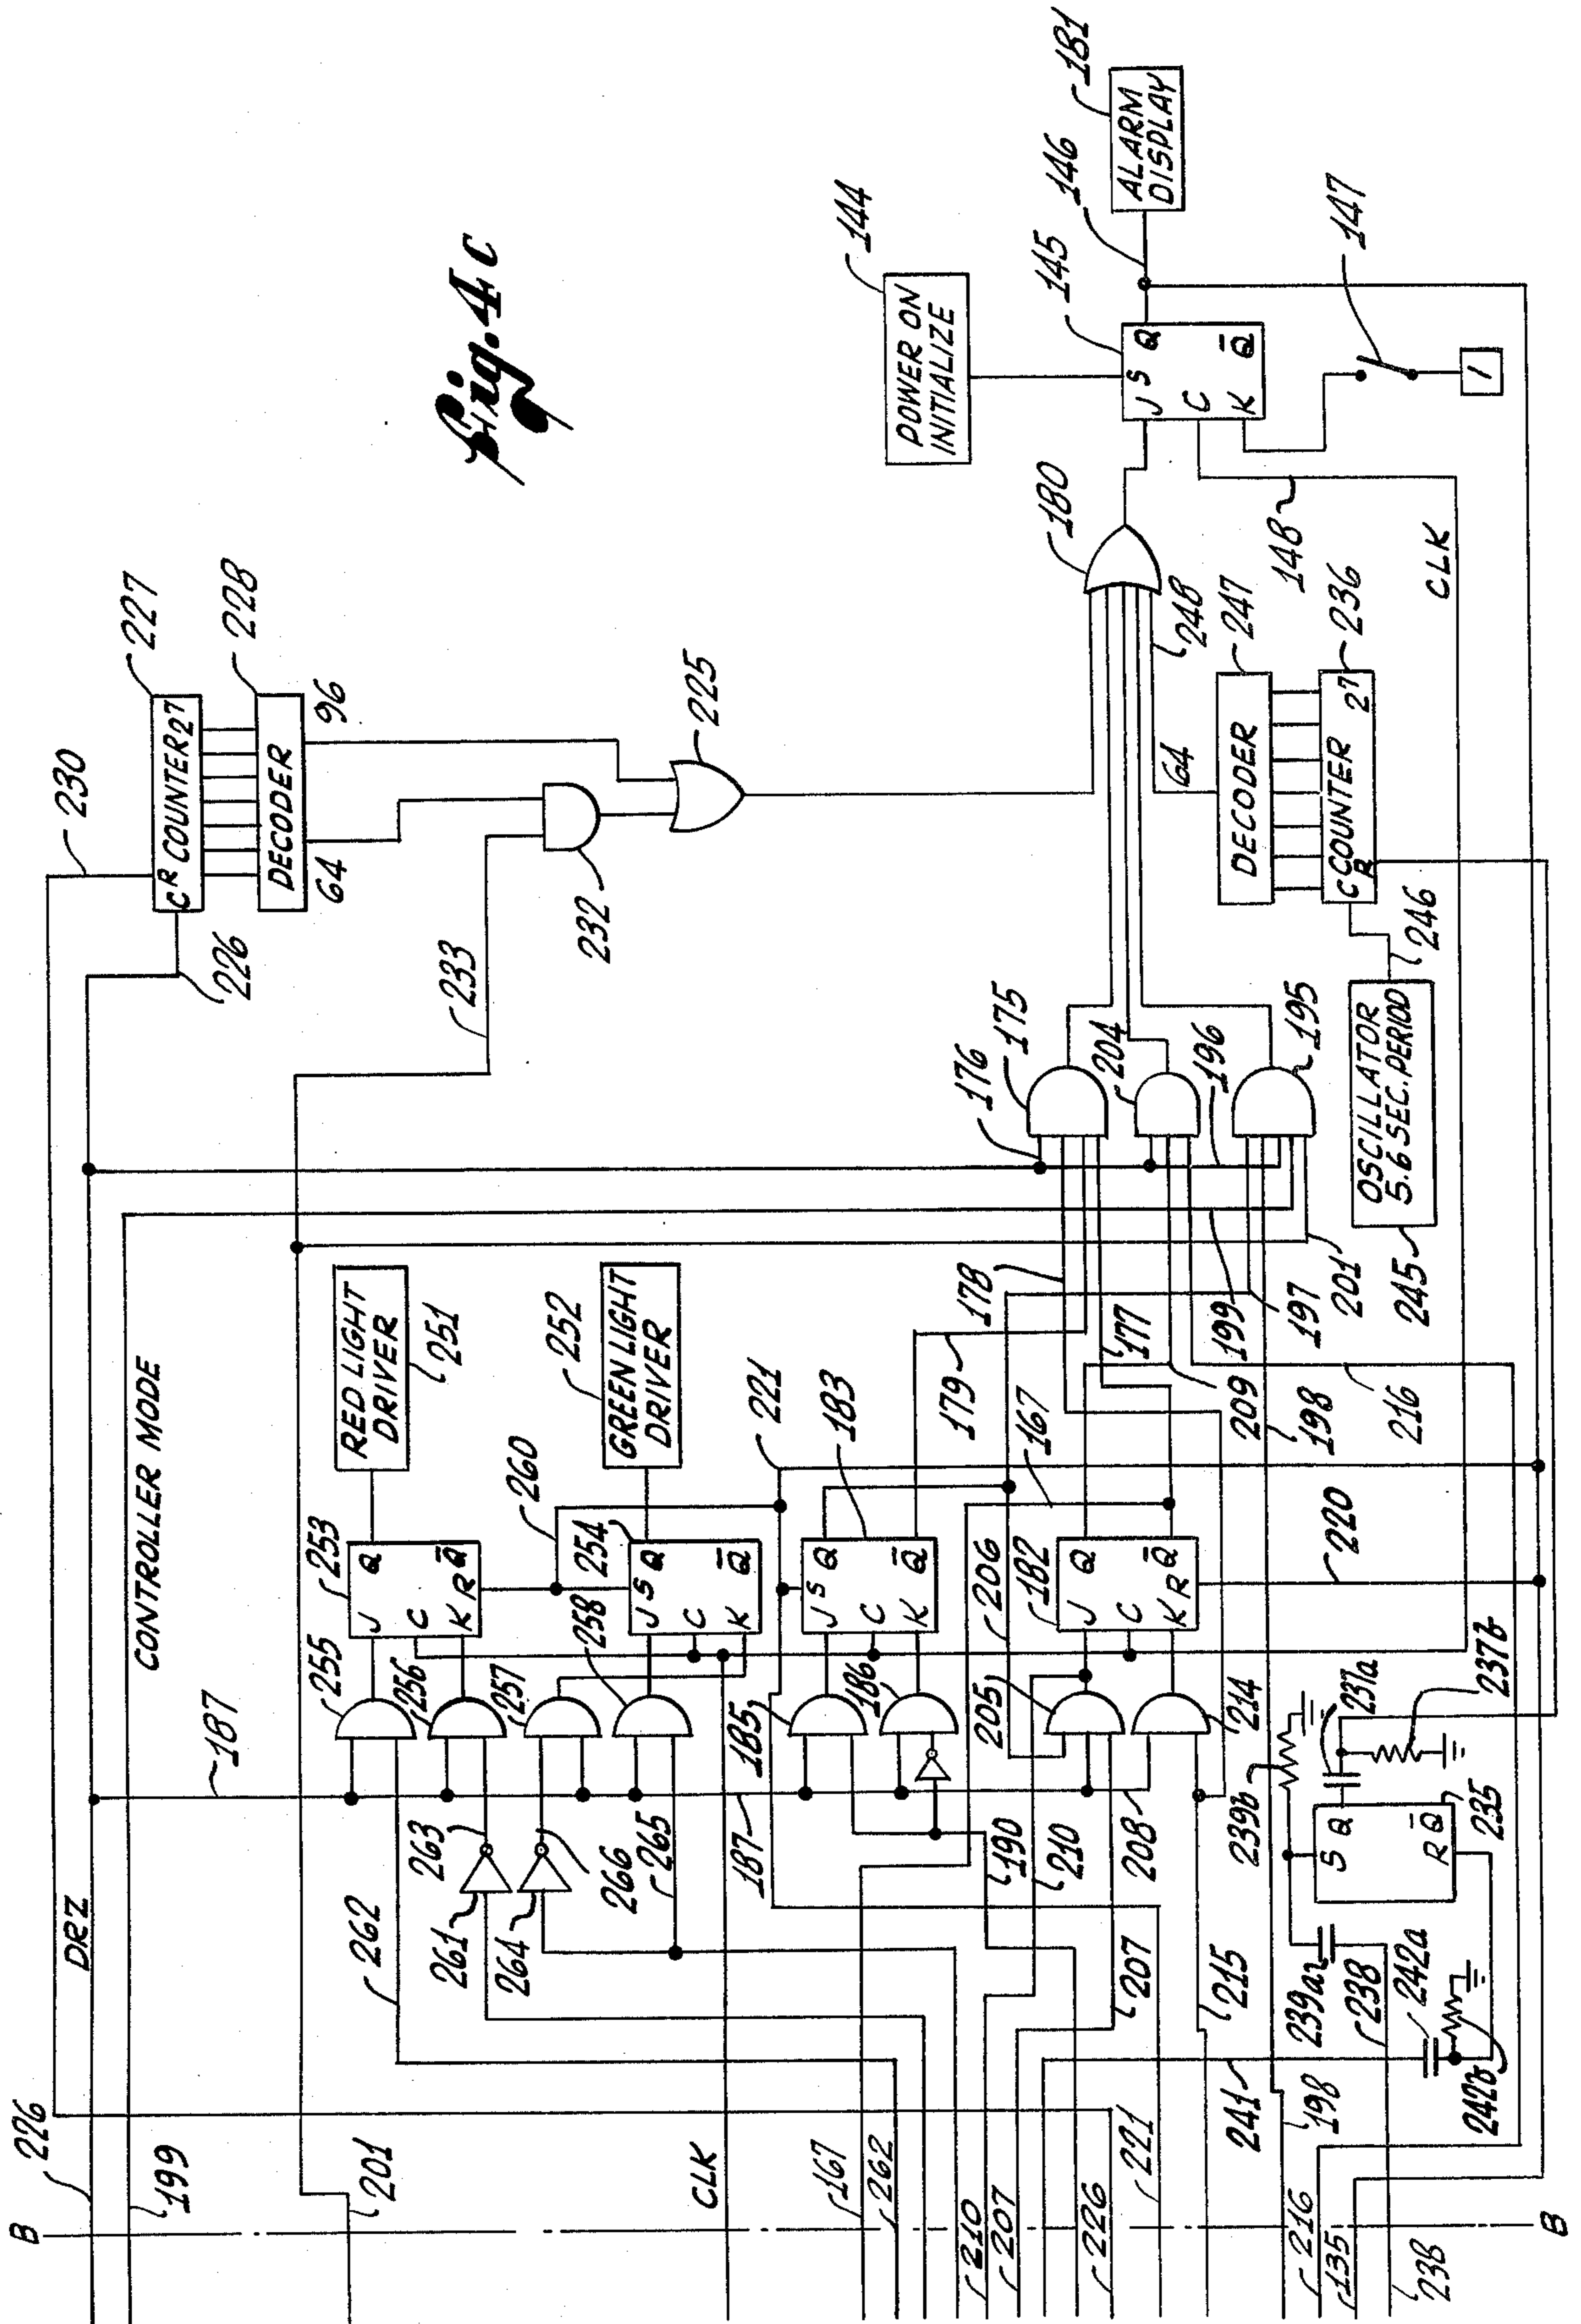 Fig. 4c
B
226
DRZ
199
CONTROLLER MODE
201
187
255
253
J
Q
C
K
R
Q̄
RED LIGHT
DRIVER
251
256
257
258
254
J
S
Q
C
K
Q̄
GREEN LIGHT
DRIVER
252
260
221
262
263
261
264
266
265
187
185
186
183
J
S
Q
C
K
Q̄
190
205
206
182
J
Q
C
K
R
Q̄
167
179
178
177
210
208
214
220
209
198
199
197
201
216
176
175
204
196
195
CLK
167
262
210
207
226
221
207
215
241
198
216
135
238
B
239b
237a
237b
239a
238
242a
242b
S
Q
R
Q̄
235
230
227
C
R
COUNTER
2⁷
228
DECODER
64
96
226
233
232
225
144
POWER ON
INITIALIZE
180
145
J
S
Q
C
K
Q̄
146
181
ALARM
DISPLAY
147
1
148
CLK
248
64
247
DECODER
236
C
R
COUNTER
2⁷
246
OSCILLATOR
5.6 SEC. PERIOD
245